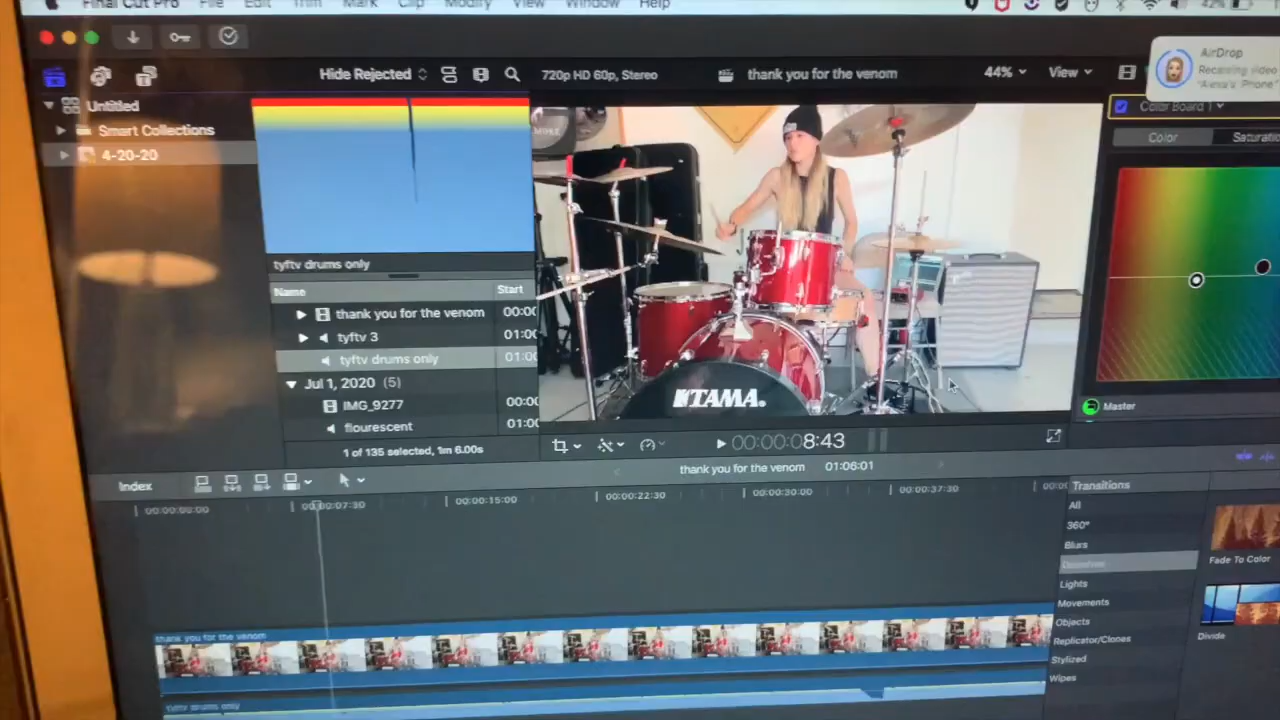 Final Cut Pro File Edit Trim Mark Clip Modify View Window Help
42%
AirDrop
Receiving video
"Alexa's iPhone"
Hide Rejected
720p HD 60p, Stereo
thank you for the venom
44%
View
Untitled
Smart Collections
4-20-20
Color Board 1
Color
Saturatio
SMOKE
TAMA.
tyftv drums only
Name
Start
thank you for the venom
00:00
tyftv 3
01:00
tyftv drums only
01:00
Jul 1, 2020 (5)
IMG_9277
00:00
flourescent
01:00
1 of 135 selected, 1m 6.00s
00:00:08:43
Master
Index
thank you for the venom
01:06:01
00:00:00:00
00:00:07:30
00:00:15:00
00:00:22:30
00:00:30:00
00:00:37:30
Transitions
All
360°
Blurs
Dissolves
Lights
Movements
Objects
Replicator/Clones
Stylized
Wipes
Fade To Color
Divide
thank you for the venom
tyftv drums only